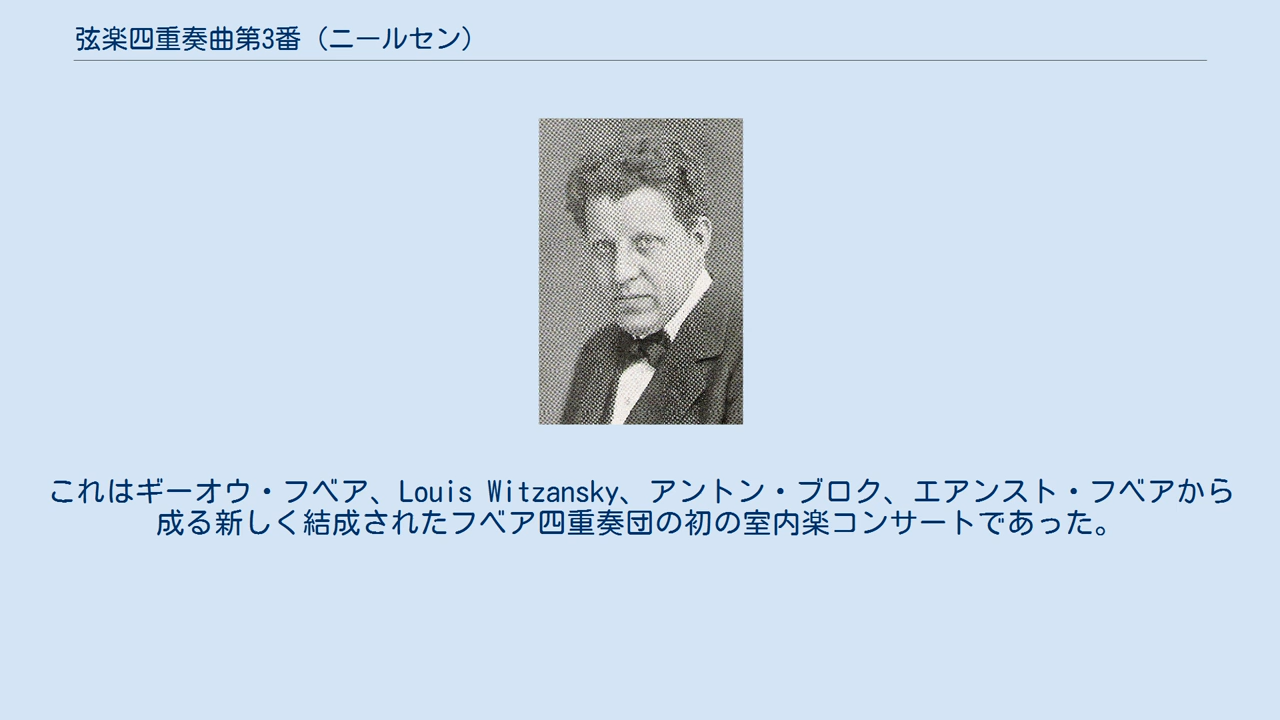 弦楽四重奏曲第3番（ニールセン）
これはギーオウ・フベア、Louis Witzansky、アントン・ブロク、エアンスト・フベアから
成る新しく結成されたフベア四重奏団の初の室内楽コンサートであった。